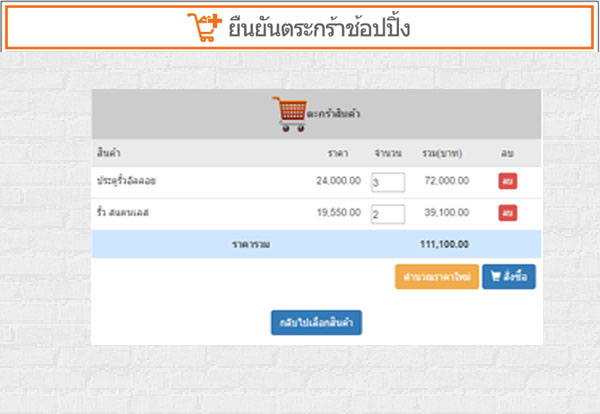 ยืนยันตระกร้าช้อปปิ้ง
ตะกร้าสินค้า
สินค้า ราคา จำนวน รวม(บาท) ลบ
ประตูรั้วอัลลอย 24,000.00 3 72,000.00 ลบ
รั้ว สแตนเลส 19,550.00 2 39,100.00 ลบ
ราคารวม 111,100.00
คำนวณราคาใหม่ สั่งซื้อ
กลับไปเลือกสินค้า